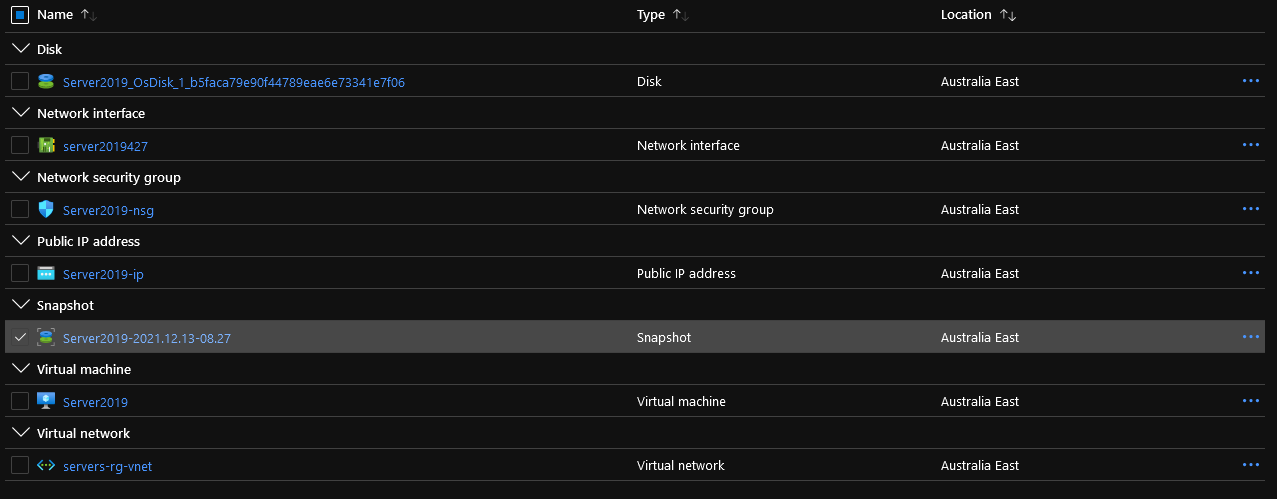 Name Type Location
Disk
Server2019_OsDisk_1_b5faca79e90f44789eae6e73341e7f06 Disk Australia East
Network interface
server2019427 Network interface Australia East
Network security group
Server2019-nsg Network security group Australia East
Public IP address
Server2019-ip Public IP address Australia East
Snapshot
Server2019-2021.12.13-08.27 Snapshot Australia East
Virtual machine
Server2019 Virtual machine Australia East
Virtual network
servers-rg-vnet Virtual network Australia East